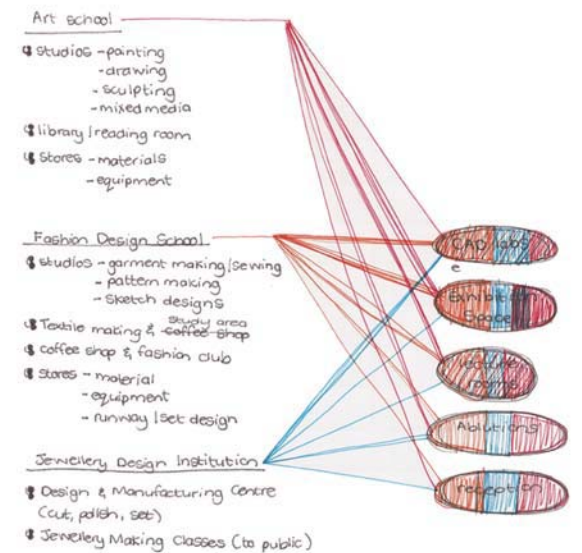 Art school
studios - painting
- drawing
- sculpting
- mixed media
library / reading room
stores - materials
- equipment
Fashion Design School
studios - garment making / sewing
- pattern making
- sketch designs
study area
Textile making & coffee shop
coffee shop & fashion club
stores - material
- equipment
- runway / set design
Jewellery Design Institution
Design & Manufacturing Centre
(cut, polish, set)
Jewellery Making Classes (to public)
CAD labs
e
Exhibition
Space
lecture
rooms
Ablutions
reception